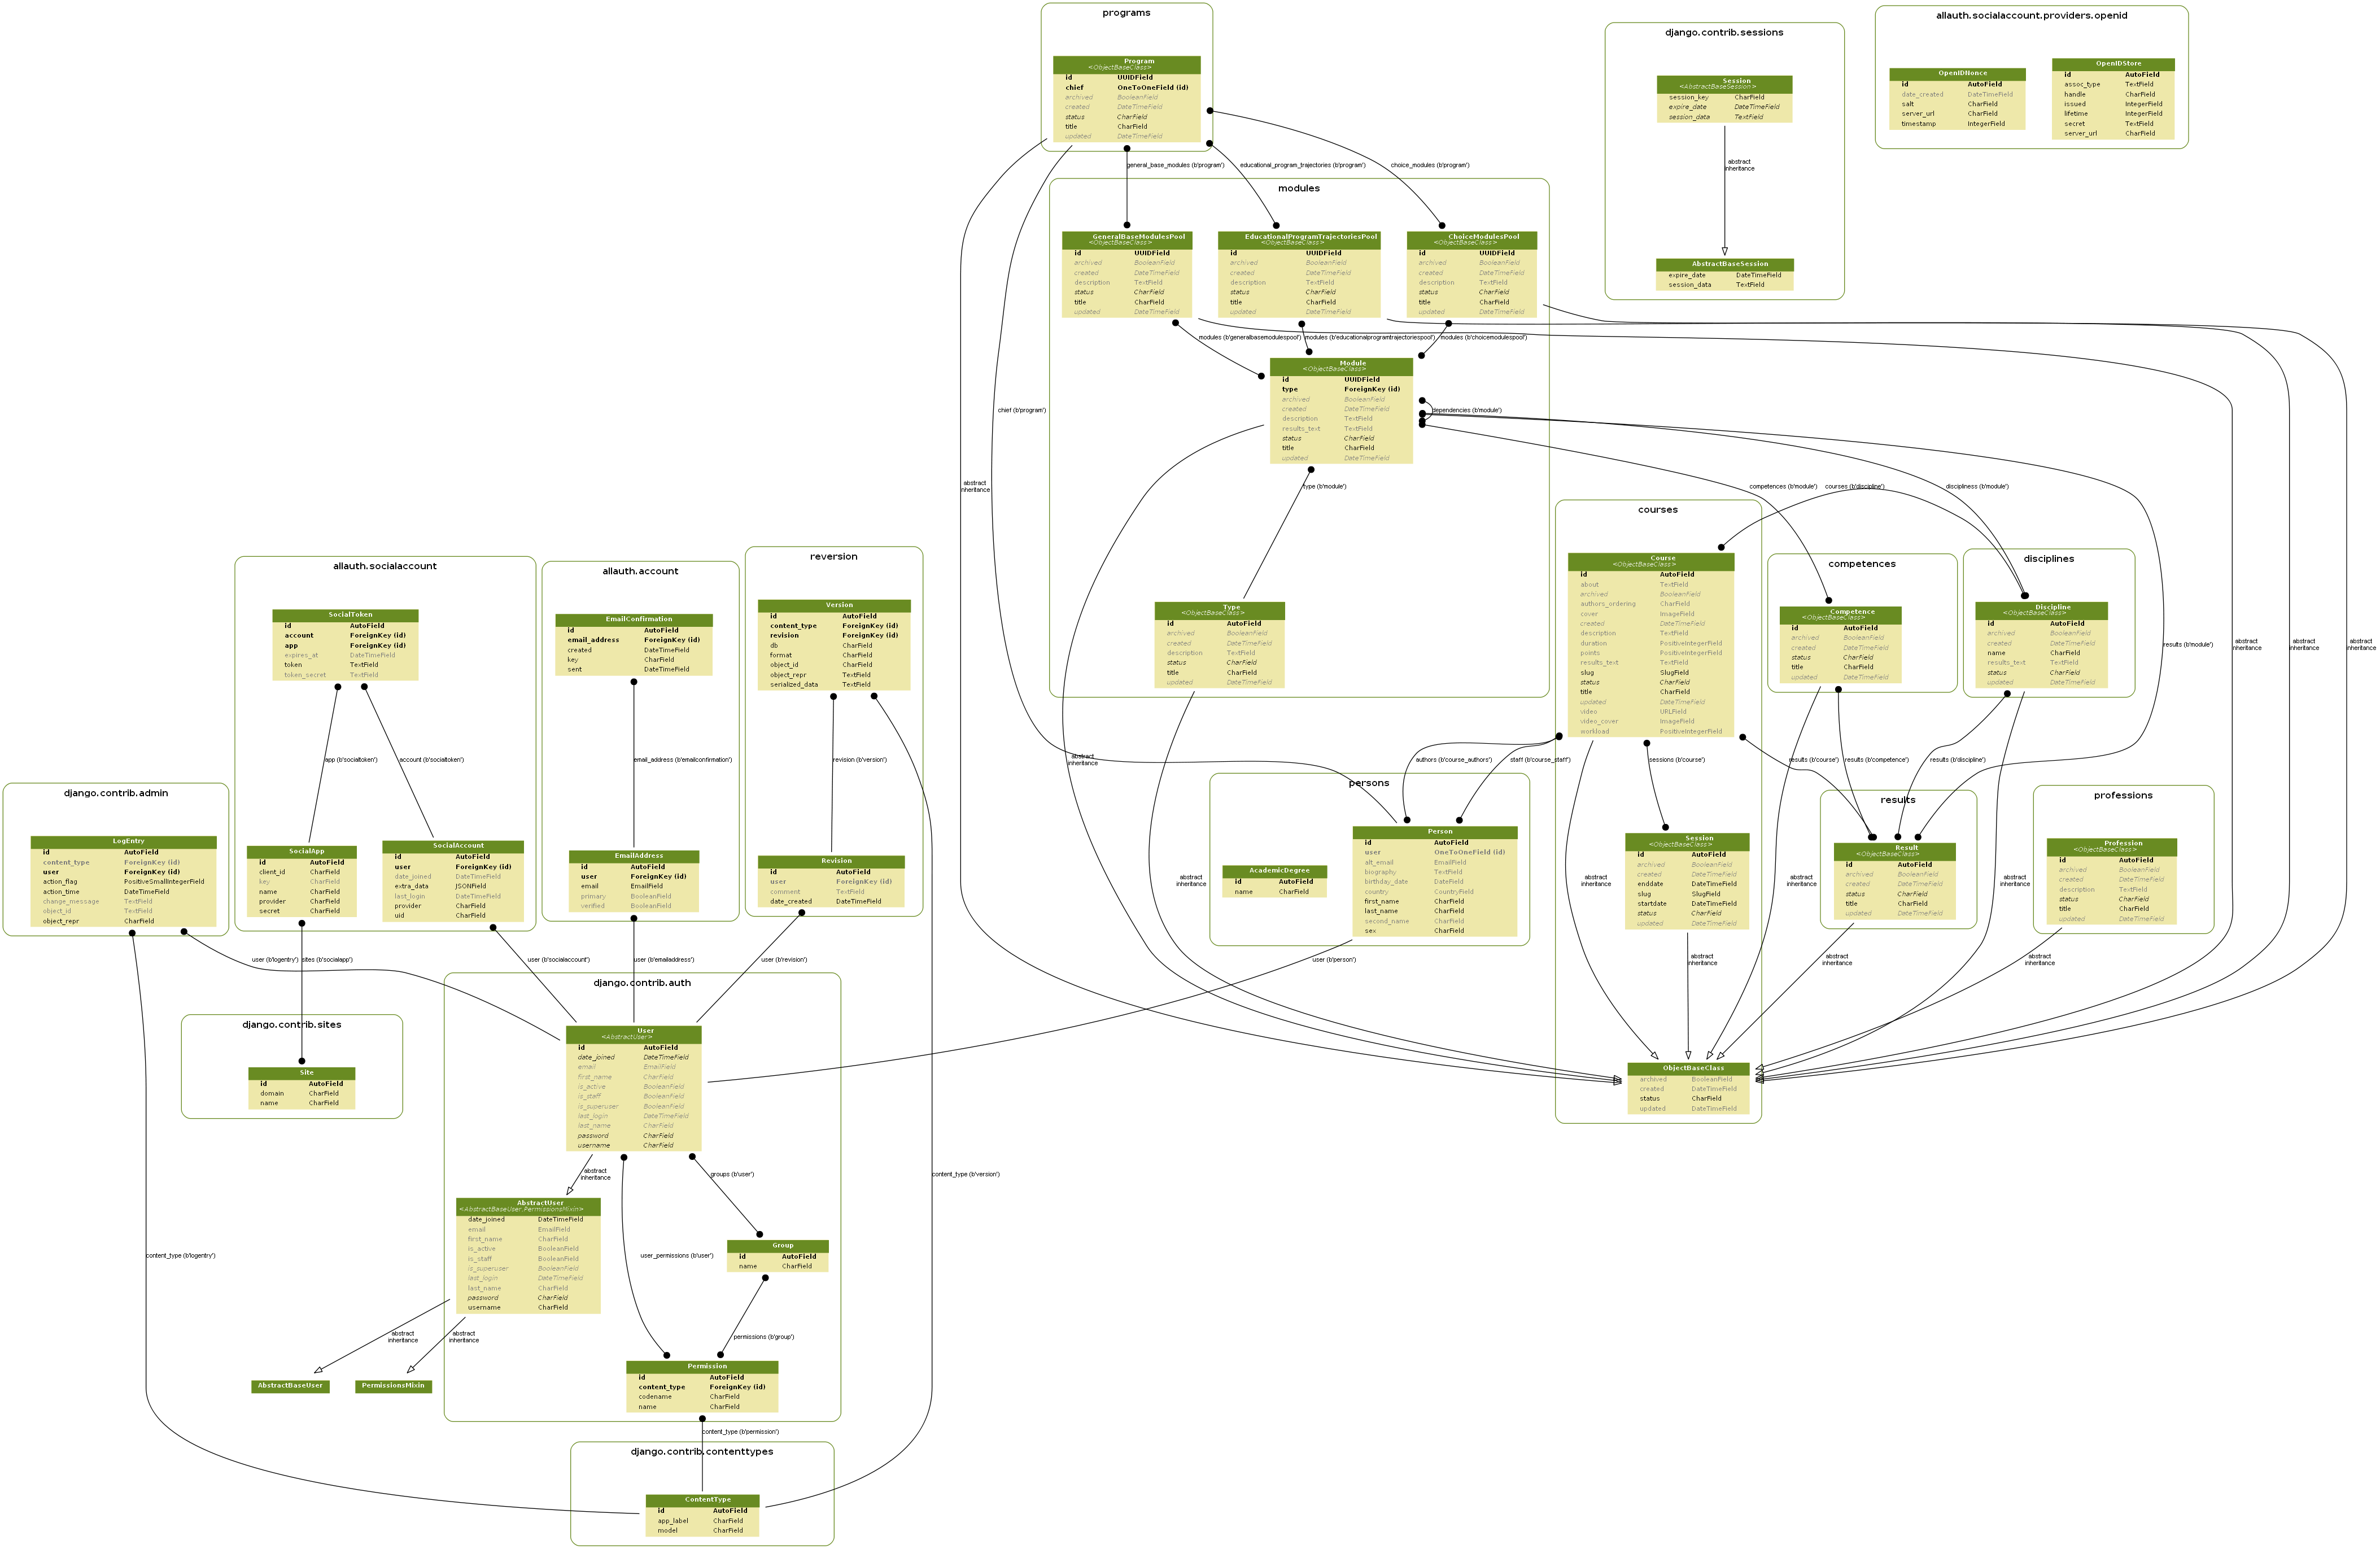 programs
Program
<ObjectBaseClass>
id UUIDField
chief OneToOneField (id)
archived BooleanField
created DateTimeField
status CharField
title CharField
updated DateTimeField
django.contrib.sessions
Session
<AbstractBaseSession>
session_key CharField
expire_date DateTimeField
session_data TextField
abstract
inheritance
AbstractBaseSession
expire_date DateTimeField
session_data TextField
allauth.socialaccount.providers.openid
OpenIDNonce
id AutoField
date_created DateTimeField
salt CharField
server_url CharField
timestamp IntegerField
OpenIDStore
id AutoField
assoc_type TextField
handle CharField
issued IntegerField
lifetime IntegerField
secret TextField
server_url CharField
general_base_modules (b'program')
educational_program_trajectories (b'program')
choice_modules (b'program')
modules
GeneralBaseModulesPool
<ObjectBaseClass>
id UUIDField
archived BooleanField
created DateTimeField
description TextField
status CharField
title CharField
updated DateTimeField
EducationalProgramTrajectoriesPool
<ObjectBaseClass>
id UUIDField
archived BooleanField
created DateTimeField
description TextField
status CharField
title CharField
updated DateTimeField
ChoiceModulesPool
<ObjectBaseClass>
id UUIDField
archived BooleanField
created DateTimeField
description TextField
status CharField
title CharField
updated DateTimeField
modules (b'generalbasemodulespool')
modules (b'educationalprogramtrajectoriespool')
modules (b'choicemodulespool')
Module
<ObjectBaseClass>
id UUIDField
type ForeignKey (id)
archived BooleanField
created DateTimeField
description TextField
results_text TextField
status CharField
title CharField
updated DateTimeField
dependencies (b'module')
chief (b'program')
abstract
inheritance
type (b'module')
competences (b'module')
courses (b'discipline')
disciplines (b'module')
results (b'module')
Type
<ObjectBaseClass>
id AutoField
archived BooleanField
created DateTimeField
description TextField
status CharField
title CharField
updated DateTimeField
courses
Course
<ObjectBaseClass>
id AutoField
about TextField
archived BooleanField
authors_ordering CharField
cover ImageField
created DateTimeField
description TextField
duration PositiveIntegerField
points PositiveIntegerField
results_text TextField
slug SlugField
status CharField
title CharField
updated DateTimeField
video URLField
video_cover ImageField
workload PositiveIntegerField
competences
Competence
<ObjectBaseClass>
id AutoField
archived BooleanField
created DateTimeField
status CharField
title CharField
updated DateTimeField
disciplines
Discipline
<ObjectBaseClass>
id AutoField
archived BooleanField
created DateTimeField
name CharField
results_text TextField
status CharField
updated DateTimeField
abstract
inheritance
abstract
inheritance
abstract
inheritance
allauth.socialaccount
SocialToken
id AutoField
account ForeignKey (id)
app ForeignKey (id)
expires_at DateTimeField
token TextField
token_secret TextField
app (b'socialtoken')
account (b'socialtoken')
SocialApp
id AutoField
client_id CharField
key CharField
name CharField
provider CharField
secret CharField
SocialAccount
id AutoField
user ForeignKey (id)
date_joined DateTimeField
extra_data JSONField
last_login DateTimeField
provider CharField
uid CharField
allauth.account
EmailConfirmation
id AutoField
email_address ForeignKey (id)
created DateTimeField
key CharField
sent DateTimeField
email_address (b'emailconfirmation')
EmailAddress
id AutoField
user ForeignKey (id)
email EmailField
primary BooleanField
verified BooleanField
reversion
Version
id AutoField
content_type ForeignKey (id)
revision ForeignKey (id)
db CharField
format CharField
object_id CharField
object_repr TextField
serialized_data TextField
revision (b'version')
Revision
id AutoField
user ForeignKey (id)
comment TextField
date_created DateTimeField
django.contrib.admin
LogEntry
id AutoField
content_type ForeignKey (id)
user ForeignKey (id)
action_flag PositiveSmallIntegerField
action_time DateTimeField
change_message TextField
object_id TextField
object_repr CharField
abstract
inheritance
authors (b'course_authors')
staff (b'course_staff')
sessions (b'course')
results (b'course')
results (b'competence')
results (b'discipline')
persons
AcademicDegree
id AutoField
name CharField
Person
id AutoField
user OneToOneField (id)
alt_email EmailField
biography TextField
birthday_date DateField
country CountryField
first_name CharField
last_name CharField
second_name CharField
sex CharField
Session
<ObjectBaseClass>
id AutoField
archived BooleanField
created DateTimeField
enddate DateTimeField
slug SlugField
startdate DateTimeField
status CharField
updated DateTimeField
results
Result
<ObjectBaseClass>
id AutoField
archived BooleanField
created DateTimeField
status CharField
title CharField
updated DateTimeField
professions
Profession
<ObjectBaseClass>
id AutoField
archived BooleanField
created DateTimeField
description TextField
status CharField
title CharField
updated DateTimeField
abstract
inheritance
abstract
inheritance
abstract
inheritance
abstract
inheritance
user (b'logentry')
sites (b'socialapp')
user (b'socialaccount')
user (b'emailaddress')
user (b'revision')
user (b'person')
abstract
inheritance
abstract
inheritance
abstract
inheritance
ObjectBaseClass
archived BooleanField
created DateTimeField
status CharField
updated DateTimeField
django.contrib.sites
Site
id AutoField
domain CharField
name CharField
django.contrib.auth
User
<AbstractUser>
id AutoField
date_joined DateTimeField
email EmailField
first_name CharField
is_active BooleanField
is_staff BooleanField
is_superuser BooleanField
last_login DateTimeField
last_name CharField
password CharField
username CharField
abstract
inheritance
groups (b'user')
content_type (b'version')
AbstractUser
<AbstractBaseUser,PermissionsMixin>
date_joined DateTimeField
email EmailField
first_name CharField
is_active BooleanField
is_staff BooleanField
is_superuser BooleanField
last_login DateTimeField
last_name CharField
password CharField
username CharField
content_type (b'logentry')
user_permissions (b'user')
Group
id AutoField
name CharField
abstract
inheritance
abstract
inheritance
permissions (b'group')
AbstractBaseUser
PermissionsMixin
Permission
id AutoField
content_type ForeignKey (id)
codename CharField
name CharField
content_type (b'permission')
django.contrib.contenttypes
ContentType
id AutoField
app_label CharField
model CharField